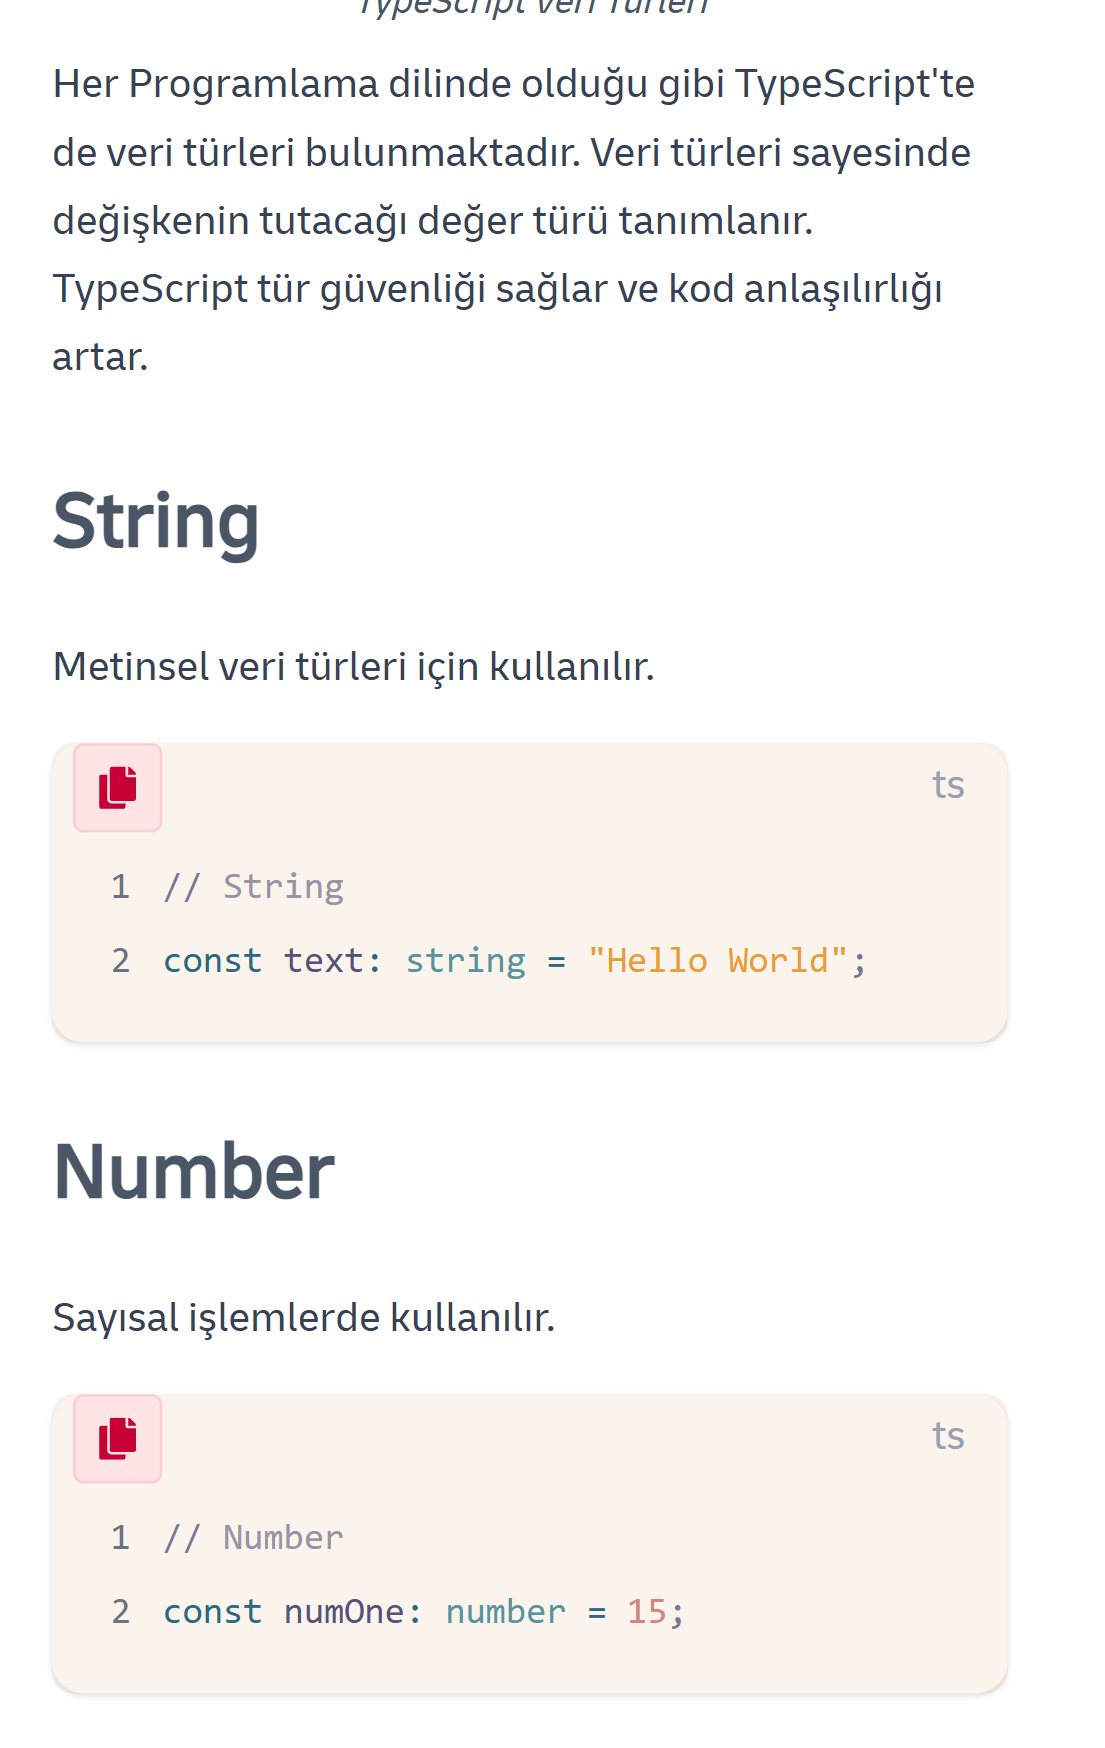 TypeScript Veri Türleri
Her Programlama dilinde olduğu gibi TypeScript'te
de veri türleri bulunmaktadır. Veri türleri sayesinde
değişkenin tutacağı değer türü tanımlanır.
TypeScript tür güvenliği sağlar ve kod anlaşılırlığı
artar.
String
Metinsel veri türleri için kullanılır.
ts
1 // String
2 const text: string = "Hello World";
Number
Sayısal işlemlerde kullanılır.
ts
1 // Number
2 const numOne: number = 15;